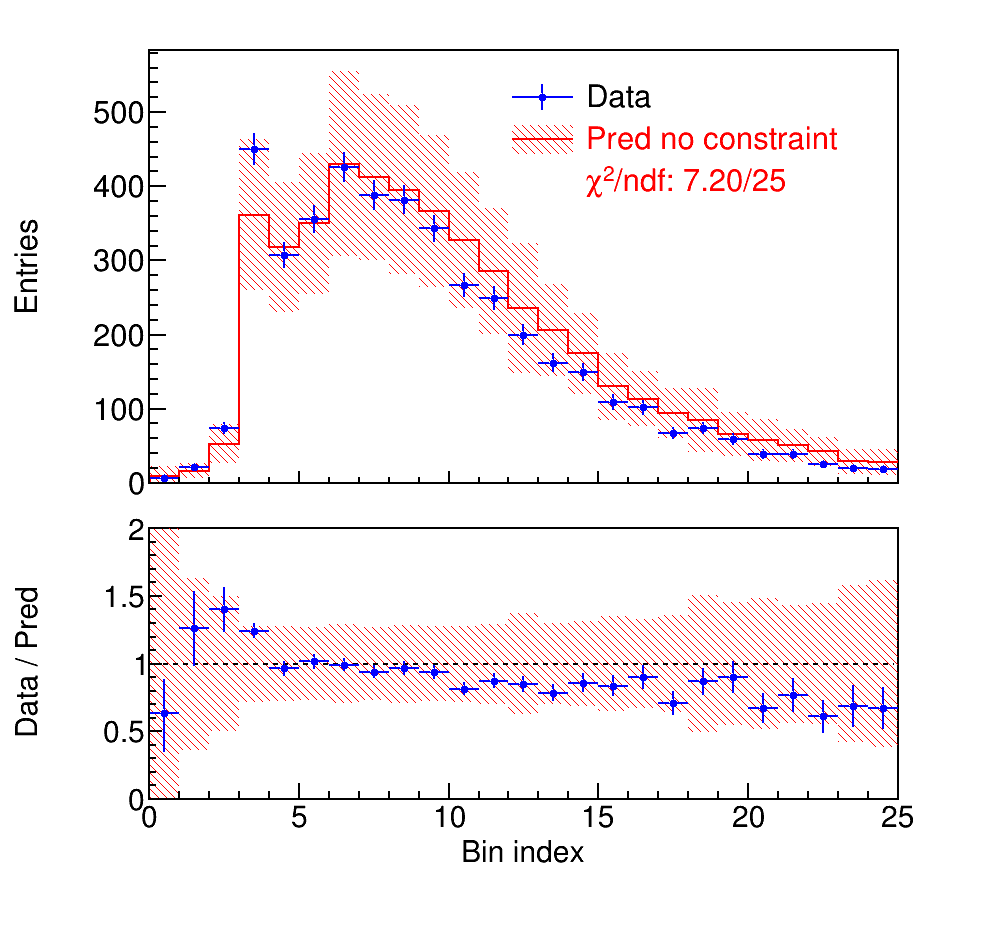 Entries
500
400
300
200
100
0
Data
Pred no constraint
χ²/ndf: 7.20/25
Data / Pred
2
1.5
1
0.5
0
0 5 10 15 20 25
Bin index